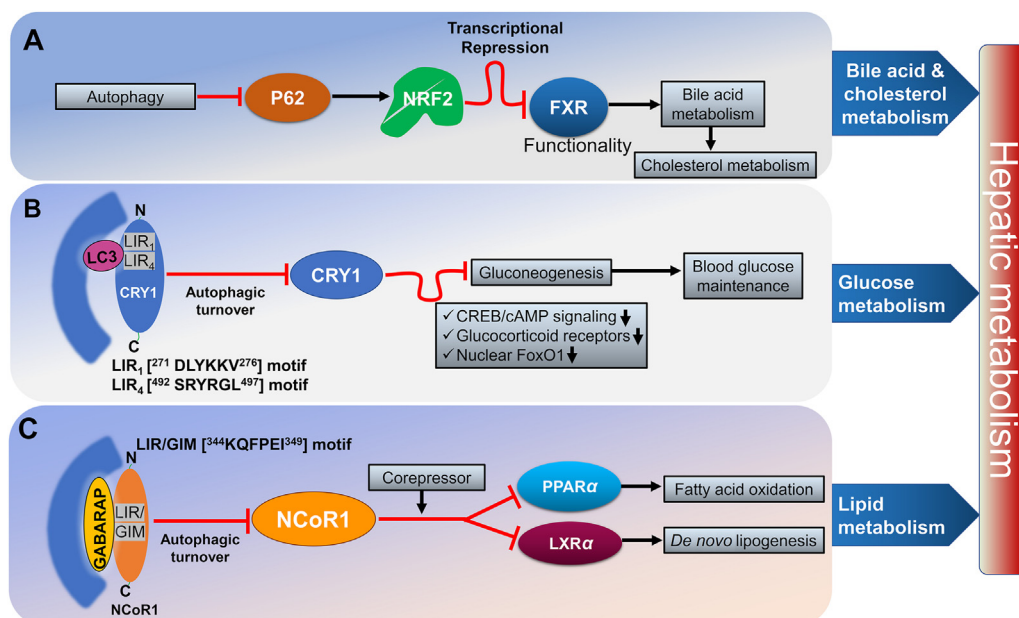 A
Transcriptional
Repression
Autophagy
P62
NRF2
FXR
Functionality
Bile acid
metabolism
Cholesterol metabolism
Bile acid &
cholesterol
metabolism
B
N
LC3
LIR1
LIR4
CRY1
C
LIR1 [271 DLYKKV276] motif
LIR4 [492 SRYRGL497] motif
Autophagic
turnover
CRY1
Gluconeogenesis
✓ CREB/cAMP signaling
✓ Glucocorticoid receptors
✓ Nuclear FoxO1
Blood glucose
maintenance
Glucose
metabolism
C
LIR/GIM [344KQFPEI349] motif
N
GABARAP
LIR/
GIM
C
NCoR1
Autophagic
turnover
NCoR1
Corepressor
PPARα
Fatty acid oxidation
LXRα
De novo lipogenesis
Lipid
metabolism
Hepatic metabolism